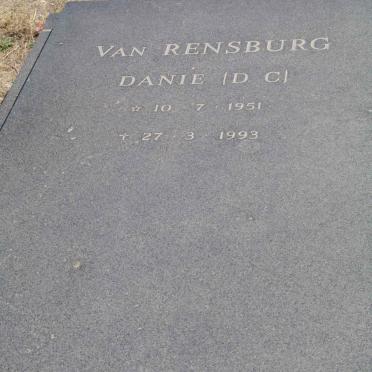 VAN RENSBURG
DANIE (D C)
☆ 10 · 7 · 1951
✝ 27 · 3 · 1993